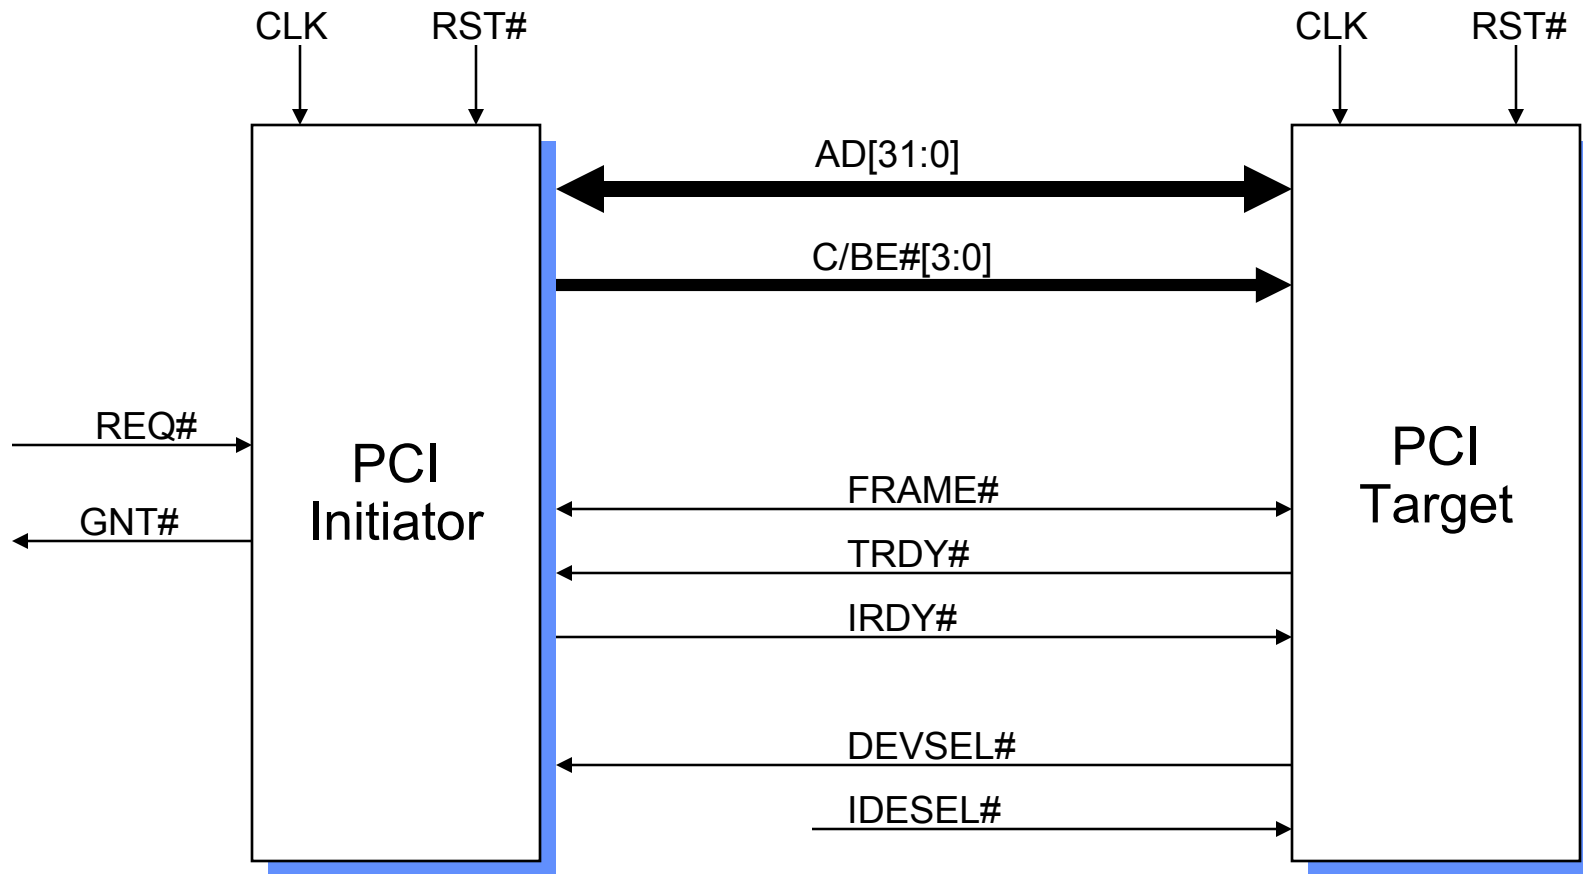 CLK
RST#
CLK
RST#
AD[31:0]
C/BE#[3:0]
REQ#
GNT#
PCI
Initiator
FRAME#
TRDY#
IRDY#
DEVSEL#
IDESEL#
PCI
Target